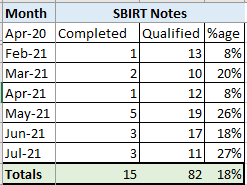 Month SBIRT Notes
Apr-20 Completed Qualified %age
Feb-21 1 13 8%
Mar-21 2 10 20%
Apr-21 1 12 8%
May-21 5 19 26%
Jun-21 3 17 18%
Jul-21 3 11 27%
Totals 15 82 18%